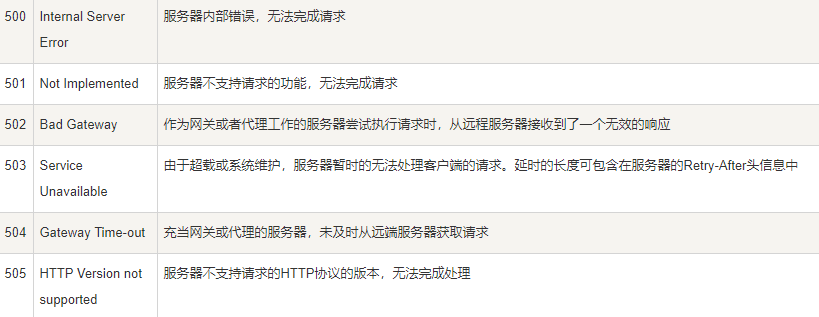 500 Internal Server Error 服务器内部错误，无法完成请求
501 Not Implemented 服务器不支持请求的功能，无法完成请求
502 Bad Gateway 作为网关或者代理工作的服务器尝试执行请求时，从远程服务器接收到了一个无效的响应
503 Service Unavailable 由于超载或系统维护，服务器暂时的无法处理客户端的请求。延时的长度可包含在服务器的Retry-After头信息中
504 Gateway Time-out 充当网关或代理的服务器，未及时从远端服务器获取请求
505 HTTP Version not supported 服务器不支持请求的HTTP协议的版本，无法完成处理